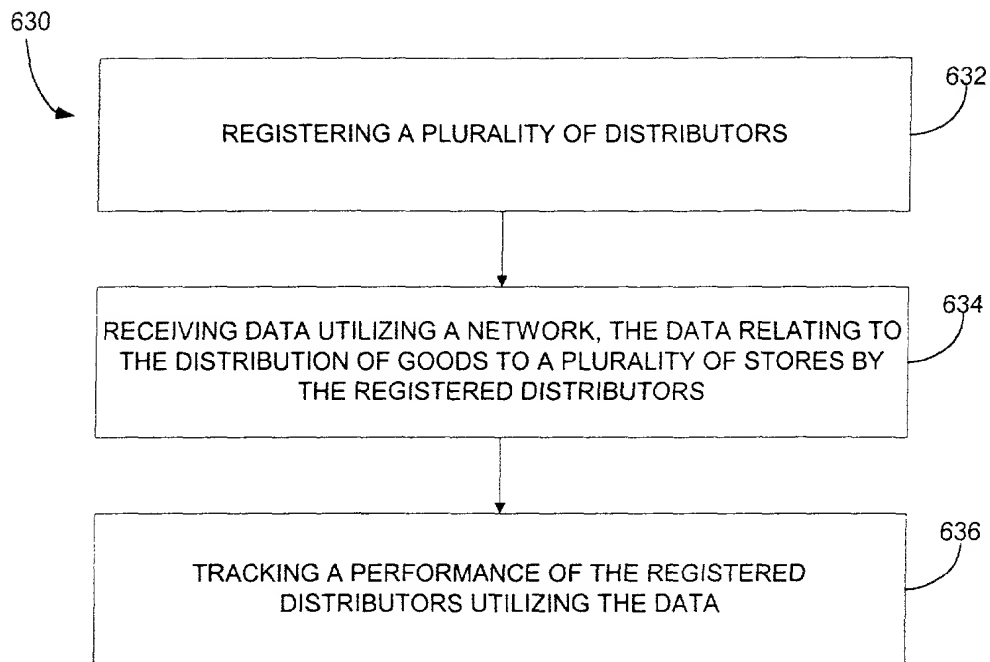 630
632
REGISTERING A PLURALITY OF DISTRIBUTORS
634
RECEIVING DATA UTILIZING A NETWORK, THE DATA RELATING TO
THE DISTRIBUTION OF GOODS TO A PLURALITY OF STORES BY
THE REGISTERED DISTRIBUTORS
636
TRACKING A PERFORMANCE OF THE REGISTERED
DISTRIBUTORS UTILIZING THE DATA